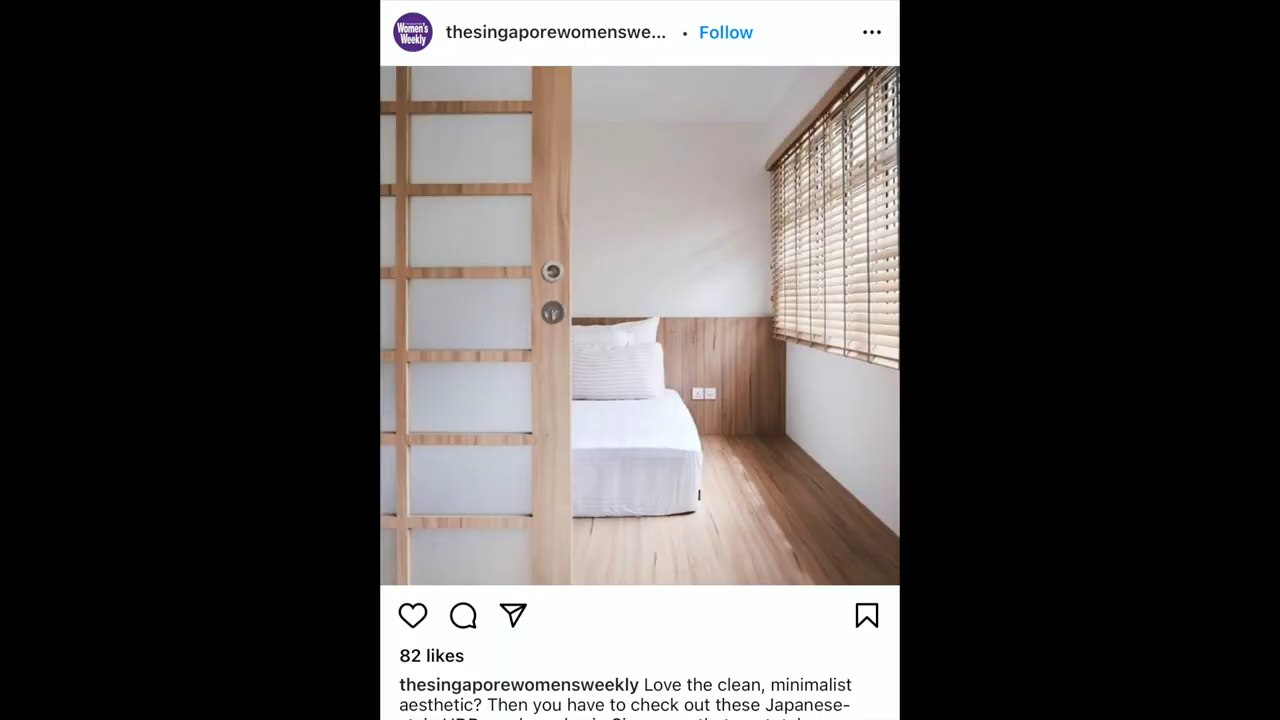 Women's
Weekly
thesingaporewomenswe... • Follow
82 likes
thesingaporewomensweekly Love the clean, minimalist
aesthetic? Then you have to check out these Japanese-